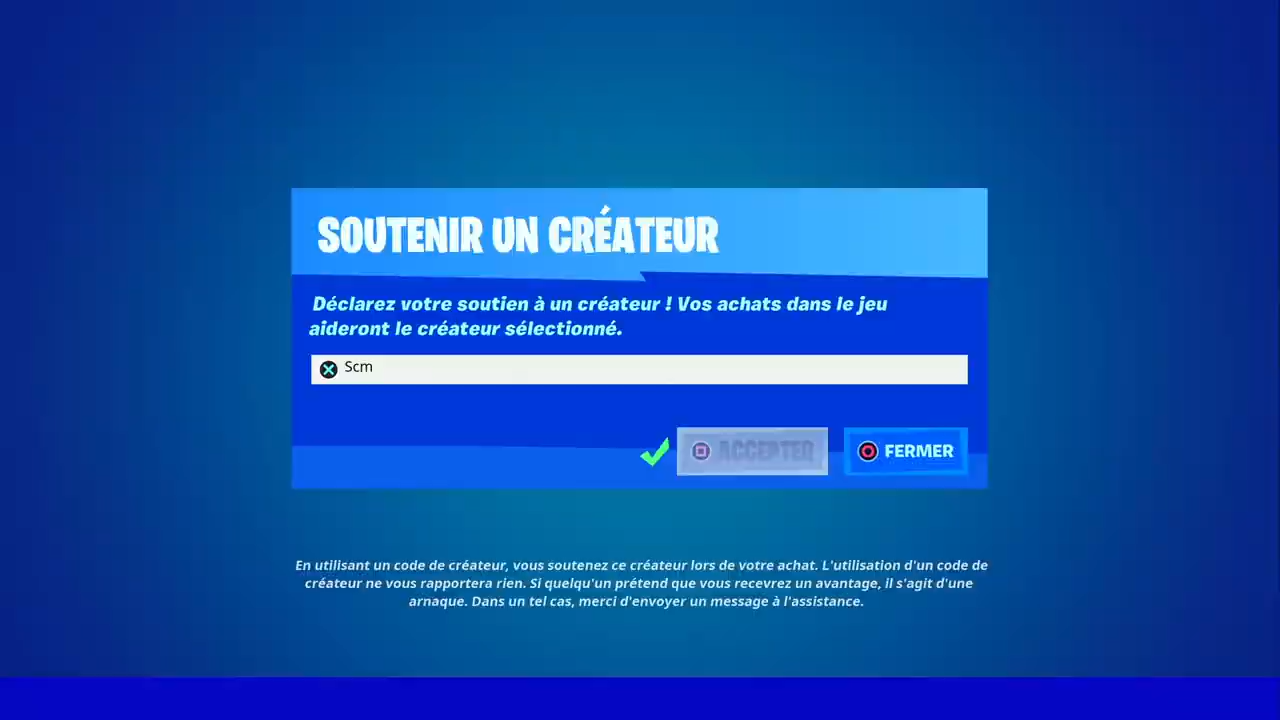 SOUTENIR UN CRÉATEUR
Déclarez votre soutien à un créateur ! Vos achats dans le jeu
aideront le créateur sélectionné.
Scm
ACCEPTER
FERMER
En utilisant un code de créateur, vous soutenez ce créateur lors de votre achat. L'utilisation d'un code de
créateur ne vous rapportera rien. Si quelqu'un prétend que vous recevrez un avantage, il s'agit d'une
arnaque. Dans un tel cas, merci d'envoyer un message à l'assistance.